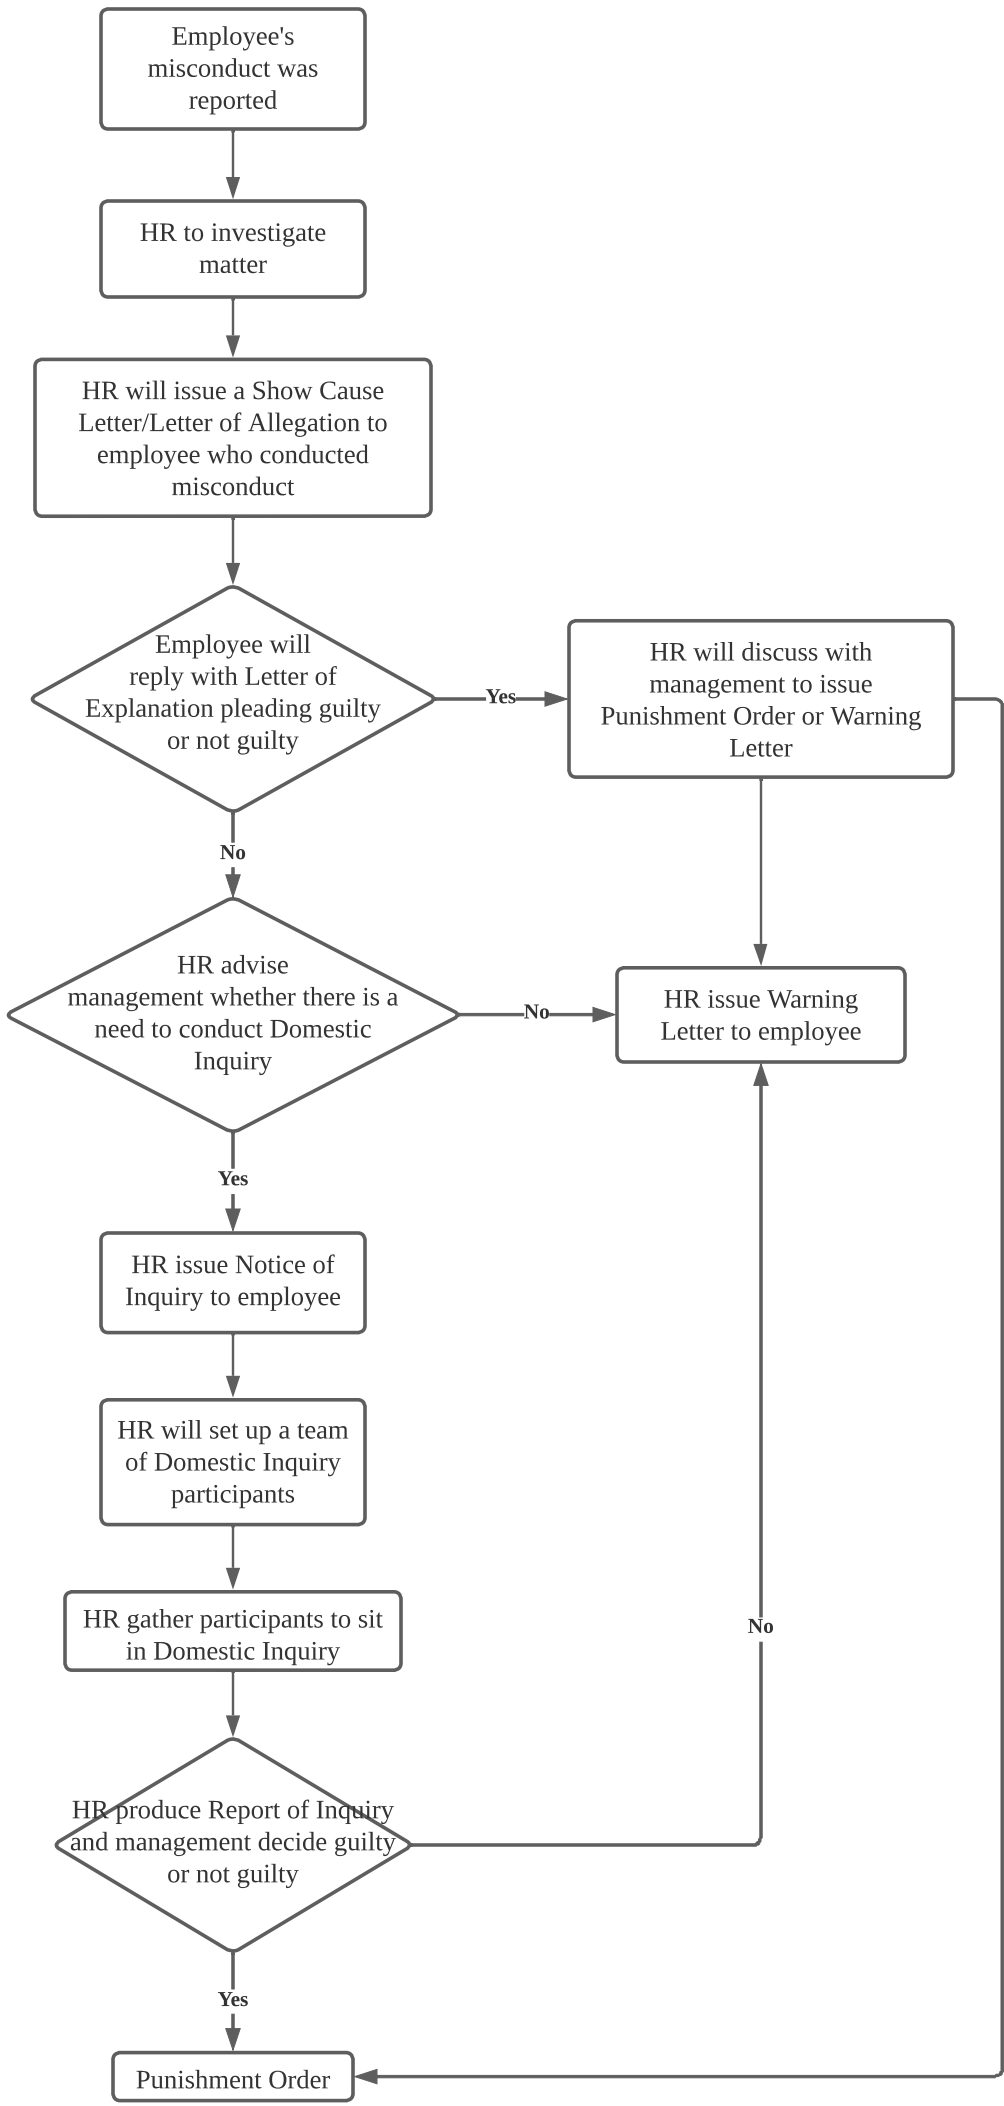 Employee's
misconduct was
reported
HR to investigate
matter
HR will issue a Show Cause
Letter/Letter of Allegation to
employee who conducted
misconduct
Employee will
reply with Letter of
Explanation pleading guilty
or not guilty
Yes
HR will discuss with
management to issue
Punishment Order or Warning
Letter
No
HR advise
management whether there is a
need to conduct Domestic
Inquiry
No
HR issue Warning
Letter to employee
Yes
HR issue Notice of
Inquiry to employee
HR will set up a team
of Domestic Inquiry
participants
HR gather participants to sit
in Domestic Inquiry
No
HR produce Report of Inquiry
and management decide guilty
or not guilty
Yes
Punishment Order